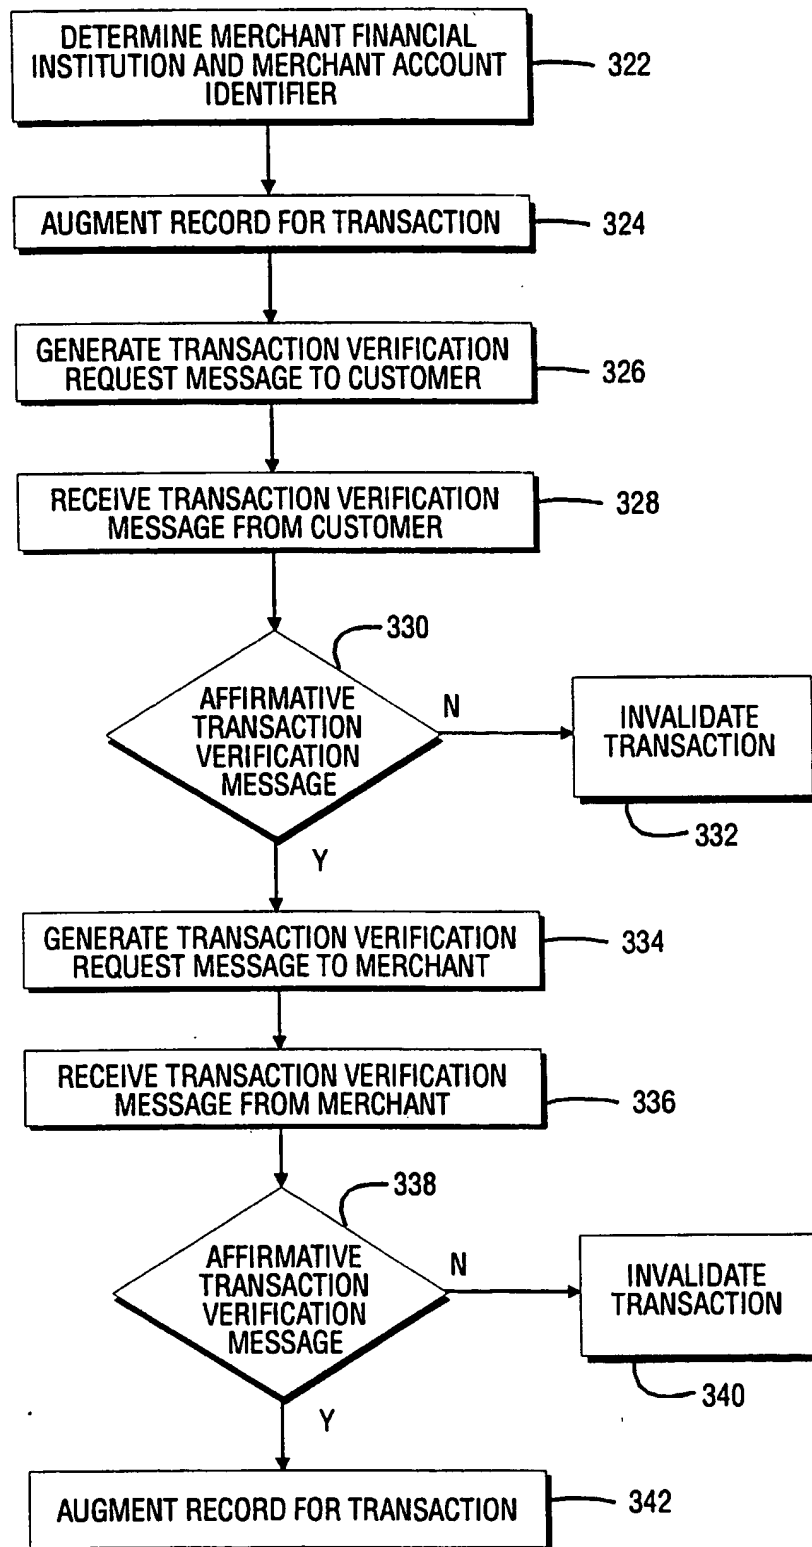 DETERMINE MERCHANT FINANCIAL
INSTITUTION AND MERCHANT ACCOUNT
IDENTIFIER
322
AUGMENT RECORD FOR TRANSACTION
324
GENERATE TRANSACTION VERIFICATION
REQUEST MESSAGE TO CUSTOMER
326
RECEIVE TRANSACTION VERIFICATION
MESSAGE FROM CUSTOMER
328
330
AFFIRMATIVE
TRANSACTION
VERIFICATION
MESSAGE
N
INVALIDATE
TRANSACTION
332
Y
GENERATE TRANSACTION VERIFICATION
REQUEST MESSAGE TO MERCHANT
334
RECEIVE TRANSACTION VERIFICATION
MESSAGE FROM MERCHANT
336
338
AFFIRMATIVE
TRANSACTION
VERIFICATION
MESSAGE
N
INVALIDATE
TRANSACTION
340
Y
AUGMENT RECORD FOR TRANSACTION
342